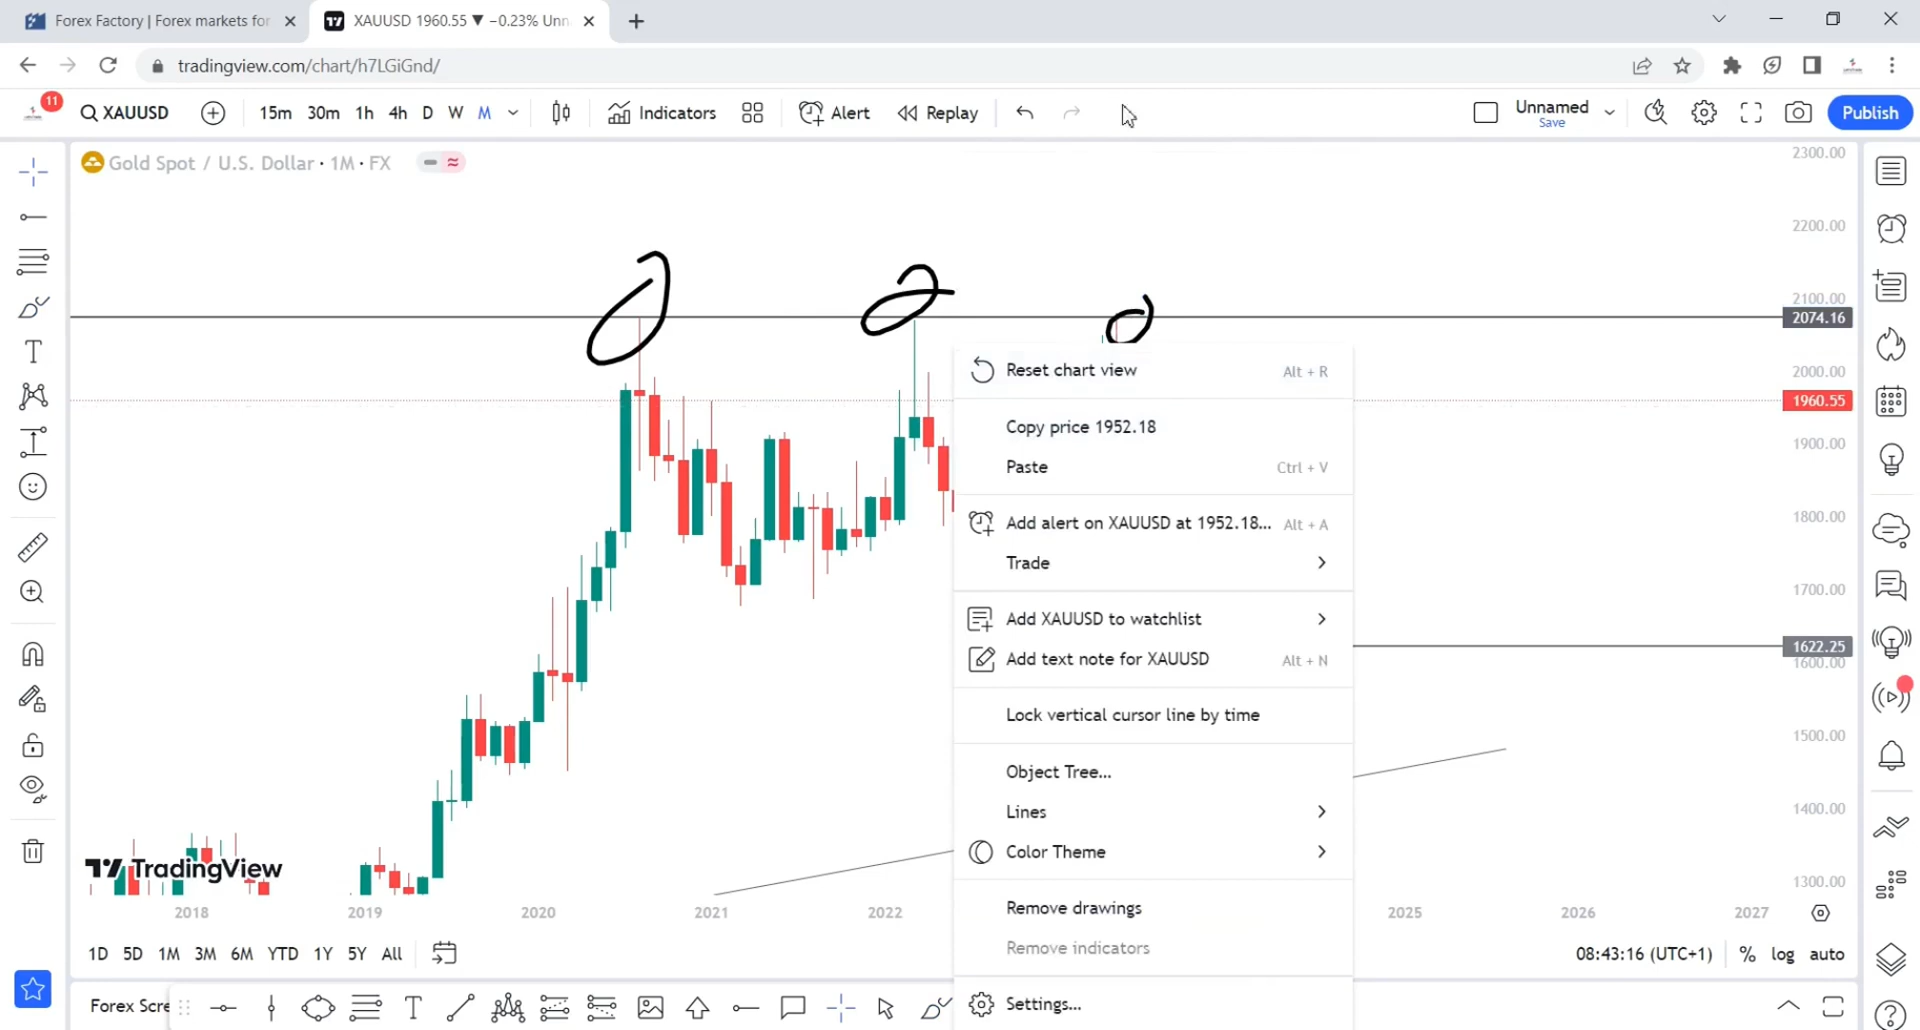 Forex Factory | Forex markets for
XAUUSD 1960.55 ▼ −0.23% Unn
tradingview.com/chart/h7LGiGnd/
11
XAUUSD
15m 30m 1h 4h D W M
Indicators
Alert
Replay
Unnamed
Save
Publish
Gold Spot / U.S. Dollar · 1M · FX
2300.00
2200.00
2100.00
2074.16
2000.00
1960.55
1900.00
1800.00
1700.00
1622.25
1600.00
1500.00
1400.00
1300.00
Reset chart view Alt + R
Copy price 1952.18
Paste Ctrl + V
Add alert on XAUUSD at 1952.18... Alt + A
Trade
Add XAUUSD to watchlist
Add text note for XAUUSD Alt + N
Lock vertical cursor line by time
Object Tree...
Lines
Color Theme
Remove drawings
Remove indicators
Settings...
TradingView
2018 2019 2020 2021 2022 2025 2026 2027
1D 5D 1M 3M 6M YTD 1Y 5Y All
08:43:16 (UTC+1) % log auto
Forex Scre